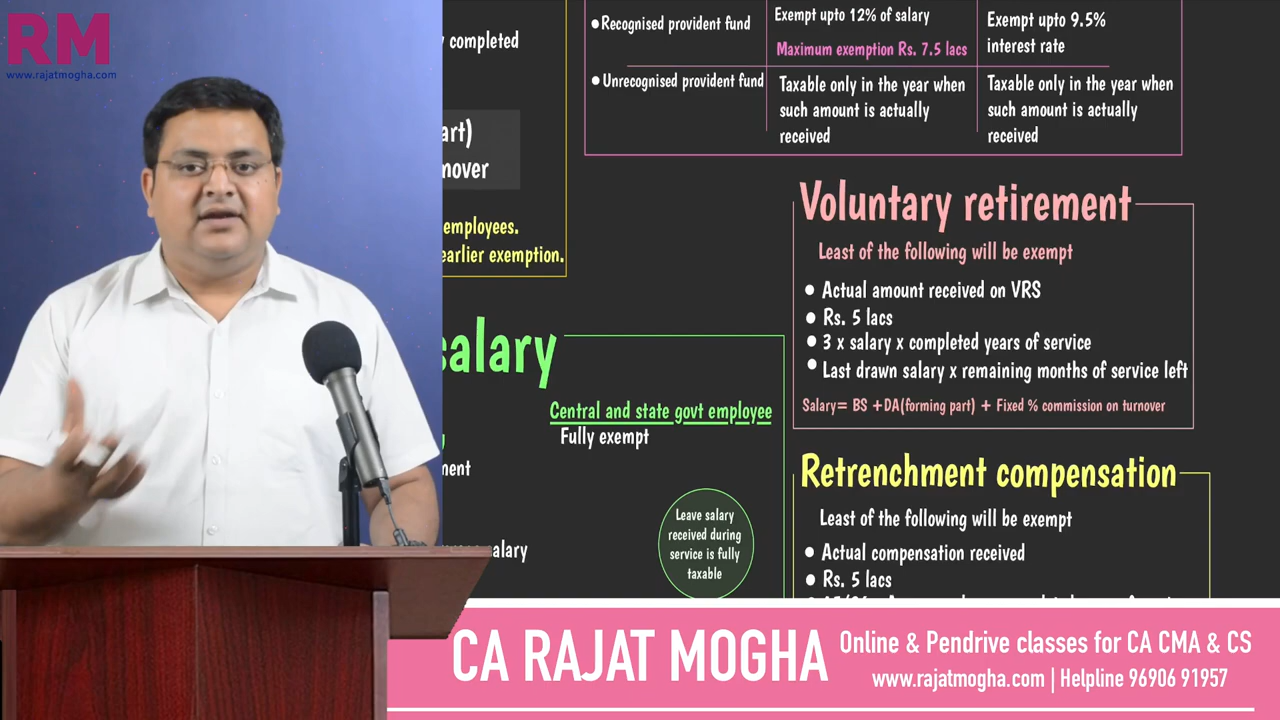 RM
www.rajatmogha.com
completed
art)
nover
employees.
earlier exemption.
Recognised provident fund
Exempt upto 12% of salary
Maximum exemption Rs. 7.5 lacs
Exempt upto 9.5%
interest rate
Unrecognised provident fund
Taxable only in the year when
such amount is actually
received
Taxable only in the year when
such amount is actually
received
Voluntary retirement
Least of the following will be exempt
Actual amount received on VRS
Rs. 5 lacs
3 x salary x completed years of service
Last drawn salary x remaining months of service left
Salary= BS +DA(forming part) + Fixed % commission on turnover
salary
Central and state govt employee
Fully exempt
nent
Leave salary
received during
service is fully
taxable
salary
Retrenchment compensation
Least of the following will be exempt
Actual compensation received
Rs. 5 lacs
CA RAJAT MOGHA
Online & Pendrive classes for CA CMA & CS
www.rajatmogha.com | Helpline 96906 91957